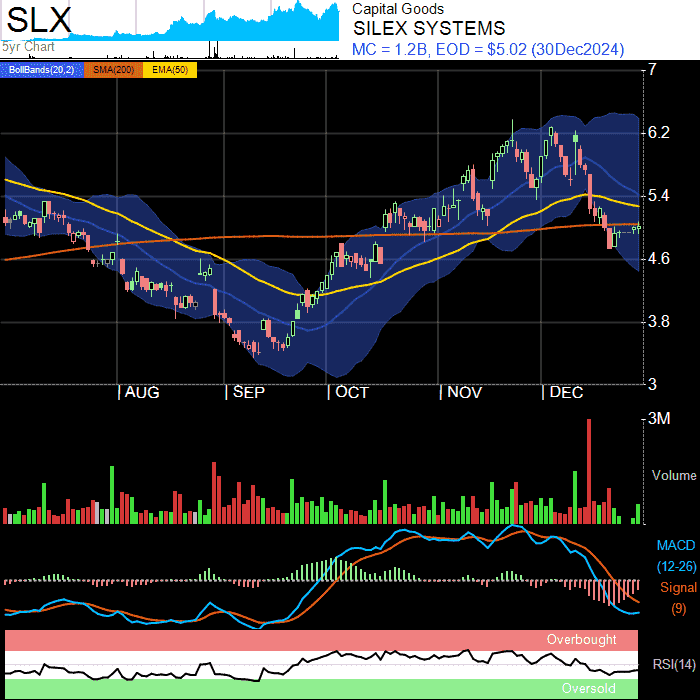 SLX
5yr Chart
Capital Goods
SILEX SYSTEMS
MC = 1.2B, EOD = $5.02 (30Dec2024)
BollBands(20,2) SMA(200) EMA(50)
7
6.2
5.4
4.6
3.8
3
AUG SEP OCT NOV DEC
3M
Volume
MACD
(12-26)
Signal
(9)
Overbought
RSI(14)
Oversold